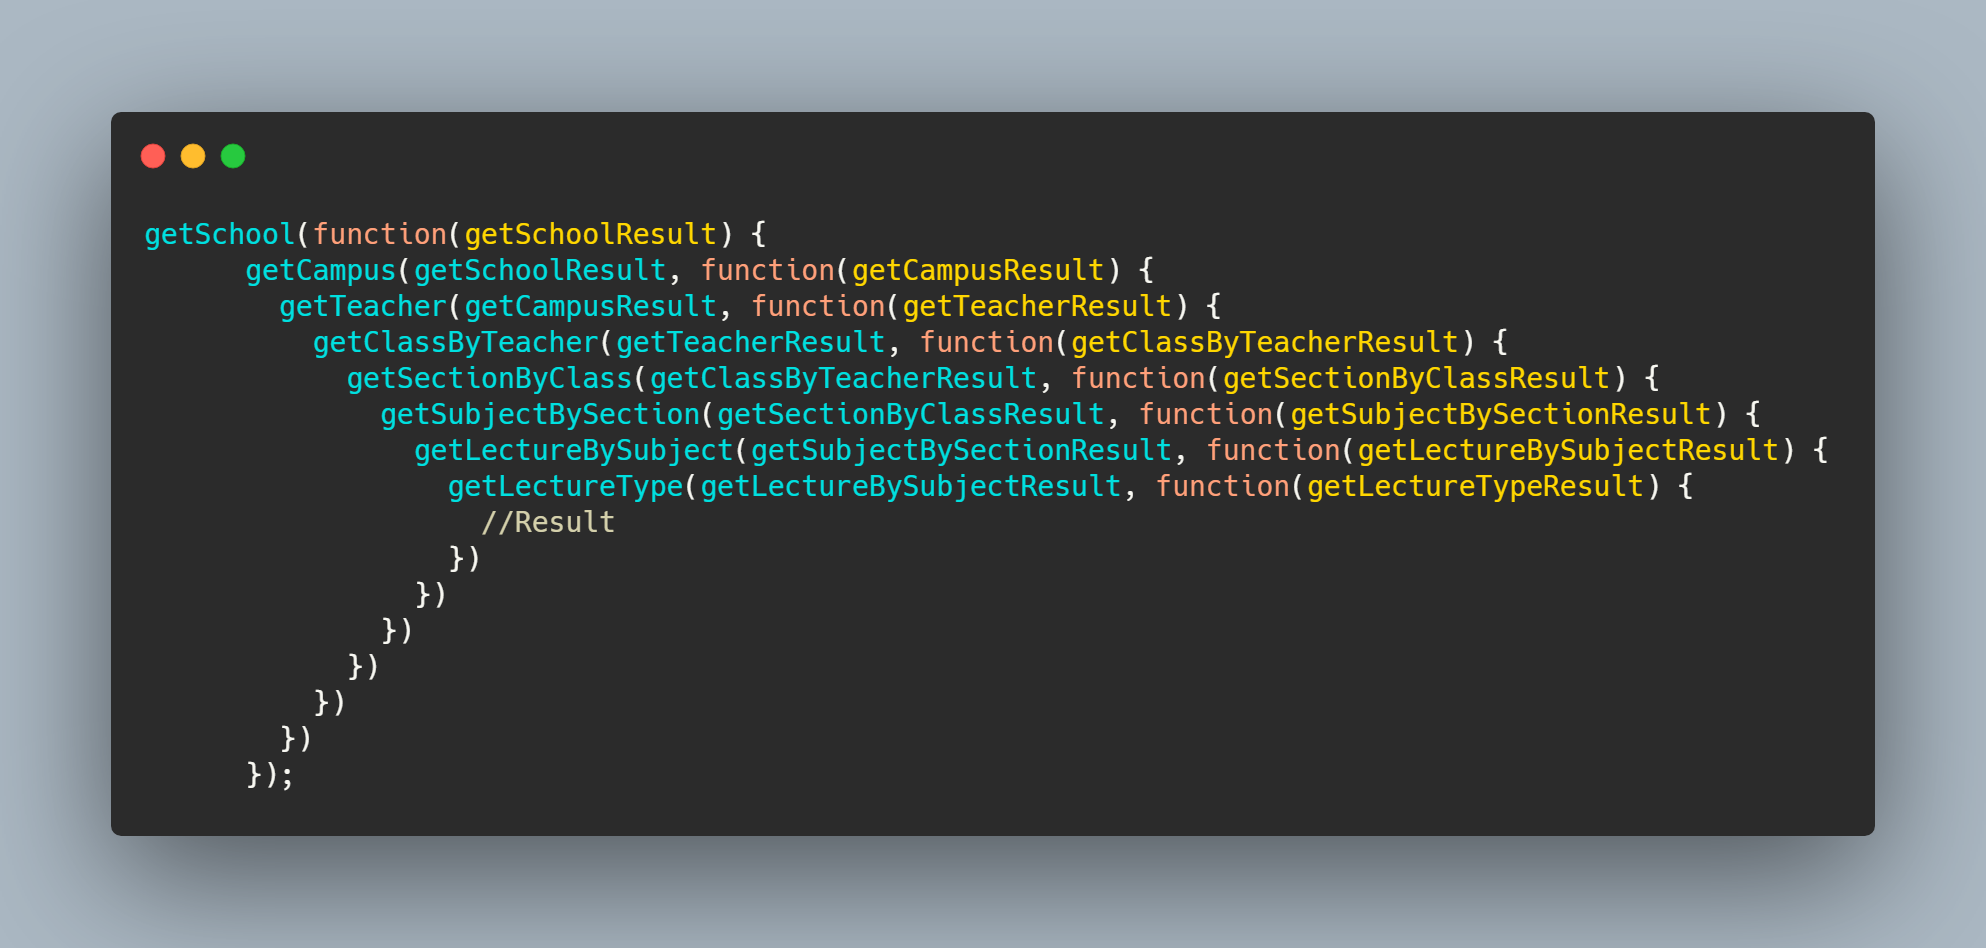 getSchool(function(getSchoolResult) {
      getCampus(getSchoolResult, function(getCampusResult) {
        getTeacher(getCampusResult, function(getTeacherResult) {
          getClassByTeacher(getTeacherResult, function(getClassByTeacherResult) {
            getSectionByClass(getClassByTeacherResult, function(getSectionByClassResult) {
              getSubjectBySection(getSectionByClassResult, function(getSubjectBySectionResult) {
                getLectureBySubject(getSubjectBySectionResult, function(getLectureBySubjectResult) {
                  getLectureType(getLectureBySubjectResult, function(getLectureTypeResult) {
                    //Result
                  })
                })
              })
            })
          })
        })
      });